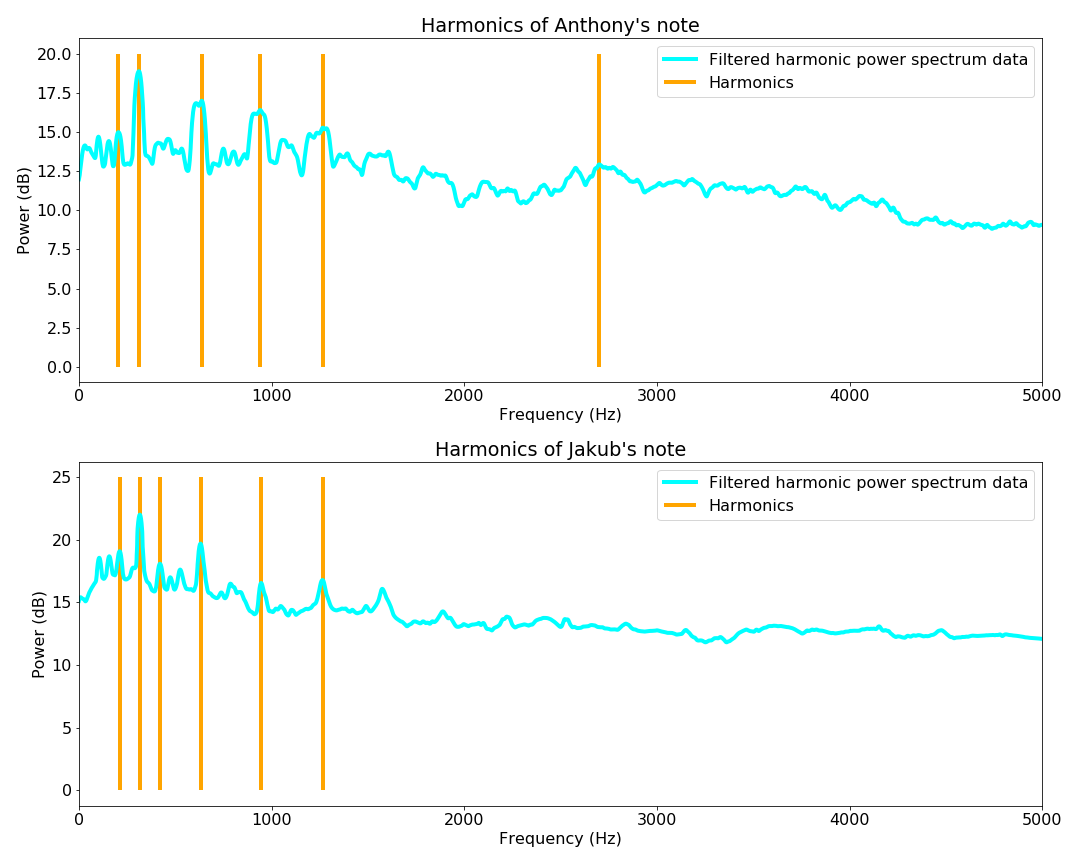 Harmonics of Anthony's note
Filtered harmonic power spectrum data
Harmonics
Power (dB)
20.0
17.5
15.0
12.5
10.0
7.5
5.0
2.5
0.0
0 1000 2000 3000 4000 5000
Frequency (Hz)
Harmonics of Jakub's note
Filtered harmonic power spectrum data
Harmonics
Power (dB)
25
20
15
10
5
0
0 1000 2000 3000 4000 5000
Frequency (Hz)